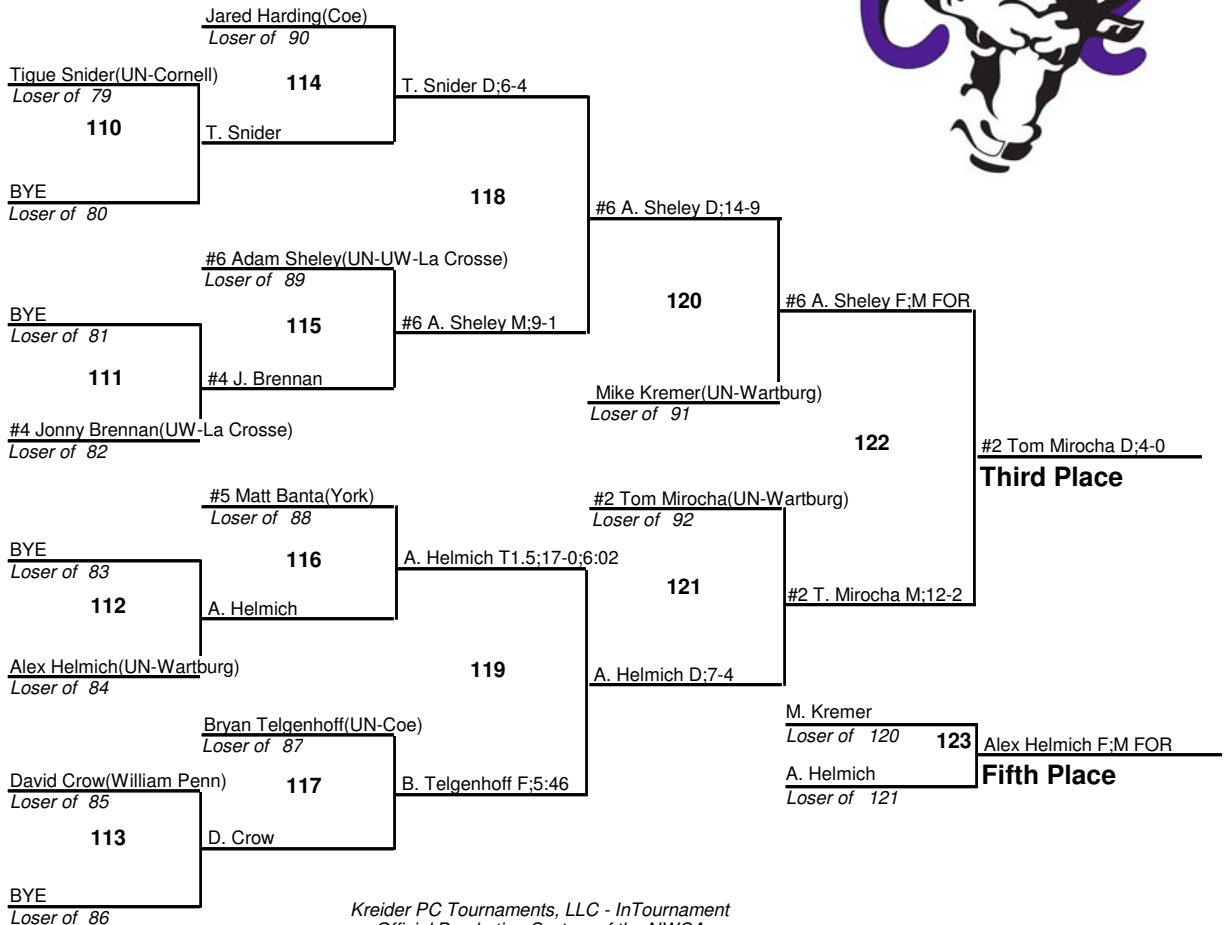 Jared Harding(Coe)
Loser of 90
114
Tigue Snider(UN-Cornell)
Loser of 79
110
T. Snider D;6-4
T. Snider
BYE
Loser of 80
118
#6 A. Sheley D;14-9
#6 Adam Sheley(UN-UW-La Crosse)
Loser of 89
115
BYE
Loser of 81
111
#6 A. Sheley M;9-1
#4 J. Brennan
#4 Jonny Brennan(UW-La Crosse)
Loser of 82
120
#6 A. Sheley F;M FOR
Mike Kremer(UN-Wartburg)
Loser of 91
122
#2 Tom Mirocha D;4-0
Third Place
#5 Matt Banta(York)
Loser of 88
116
#2 Tom Mirocha(UN-Wartburg)
Loser of 92
BYE
Loser of 83
112
A. Helmich T1.5;17-0;6:02
A. Helmich
121
#2 T. Mirocha M;12-2
Alex Helmich(UN-Wartburg)
Loser of 84
119
A. Helmich D;7-4
Bryan Telgenhoff(UN-Coe)
Loser of 87
117
M. Kremer
Loser of 120
123
Alex Helmich F;M FOR
Fifth Place
A. Helmich
Loser of 121
David Crow(William Penn)
Loser of 85
113
B. Telgenhoff F;5:46
D. Crow
BYE
Loser of 86
Kreider PC Tournaments, LLC - InTournament